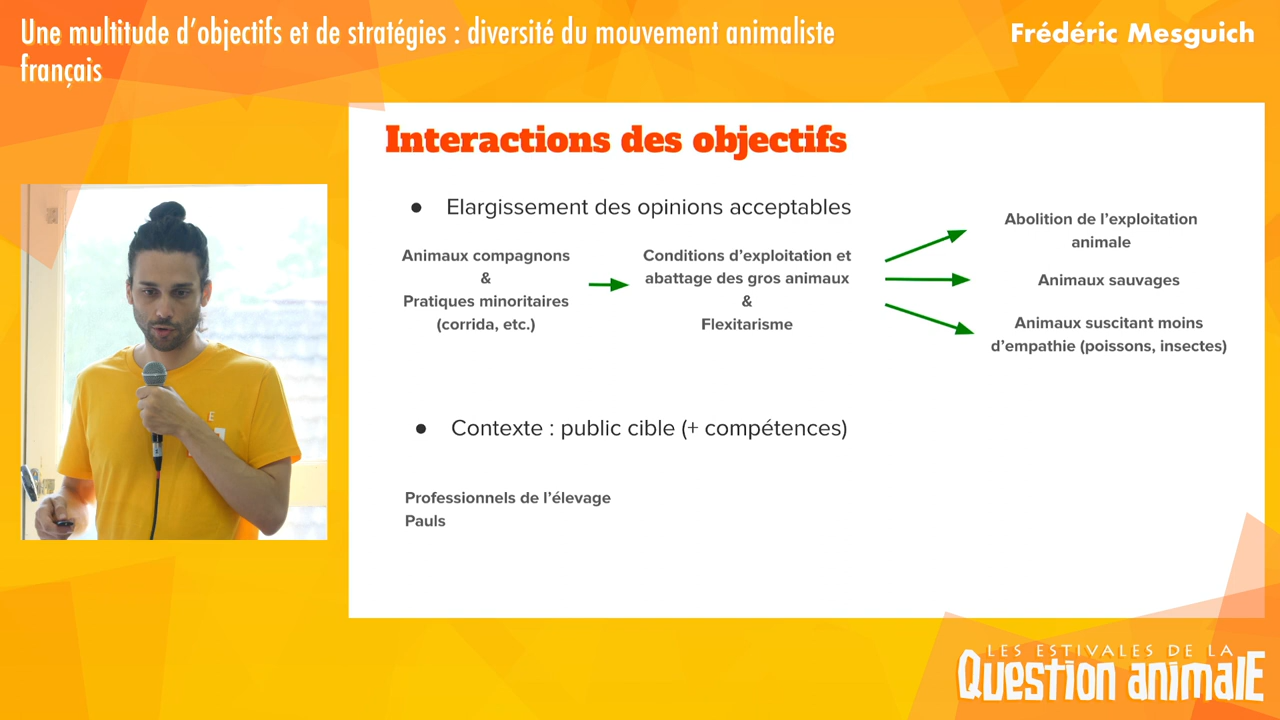 Une multitude d'objectifs et de stratégies : diversité du mouvement animaliste
français
Frédéric Mesguich
Interactions des objectifs
● Elargissement des opinions acceptables
Animaux compagnons
&
Pratiques minoritaires
(corrida, etc.)
Conditions d'exploitation et
abattage des gros animaux
&
Flexitarisme
Abolition de l'exploitation
animale
Animaux sauvages
Animaux suscitant moins
d'empathie (poissons, insectes)
● Contexte : public cible (+ compétences)
Professionnels de l'élevage
Pauls
E
LES ESTIVALES DE LA
QUESTION ANIMALE